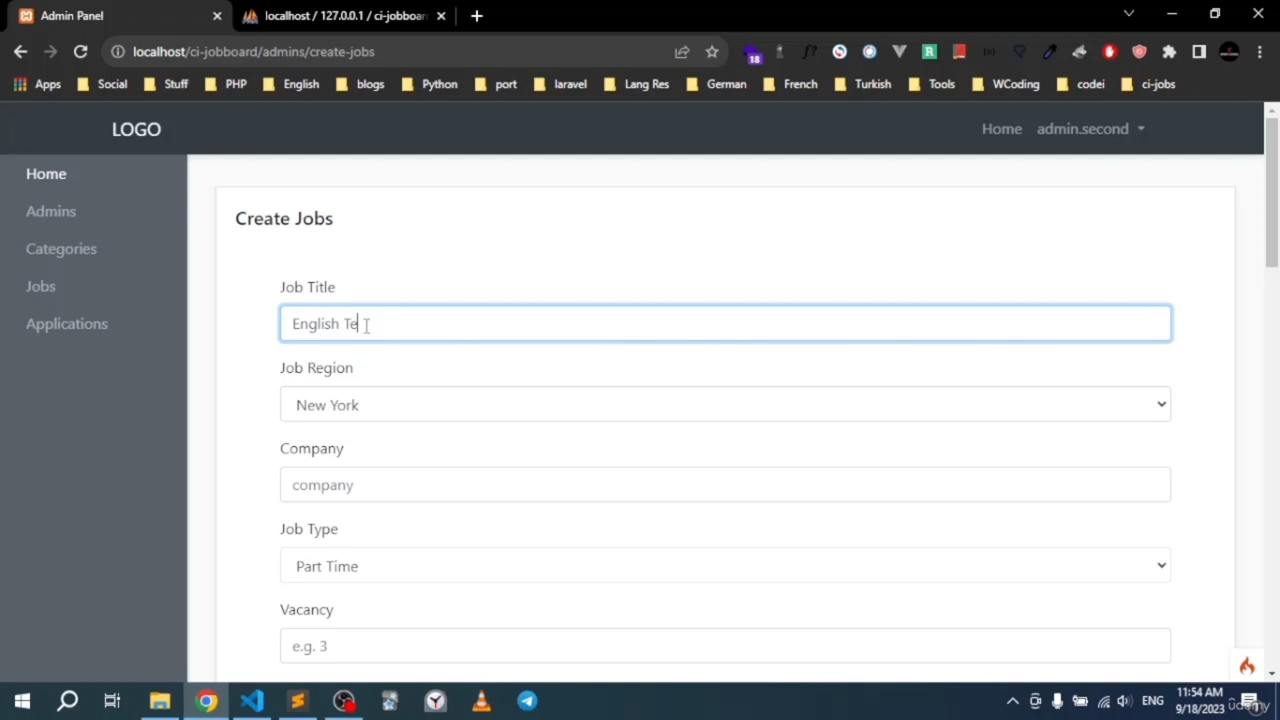 Admin Panel
localhost / 127.0.0.1 / ci-jobboar
localhost/ci-jobboard/admins/create-jobs
18
Apps Social Stuff PHP English blogs Python port laravel Lang Res German French Turkish Tools WCoding codei ci-jobs
LOGO
Home admin.second
Home
Admins
Categories
Jobs
Applications
Create Jobs
Job Title
English Te
Job Region
New York
Company
company
Job Type
Part Time
Vacancy
e.g. 3
ENG
11:54 AM
9/18/2023
udemy